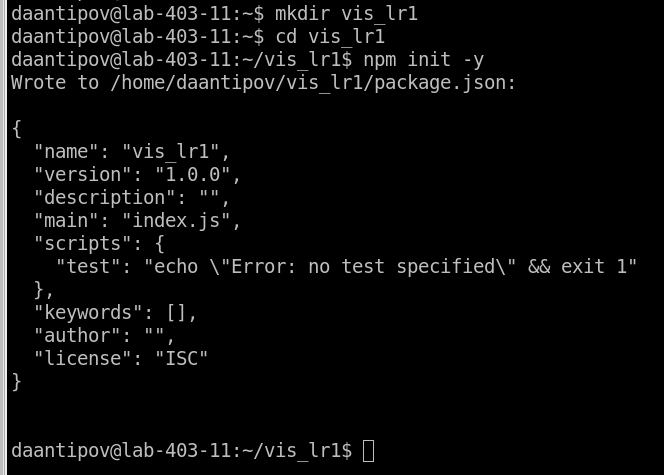 daantipov@lab-403-11:~$ mkdir vis_lr1
daantipov@lab-403-11:~$ cd vis_lr1
daantipov@lab-403-11:~/vis_lr1$ npm init -y
Wrote to /home/daantipov/vis_lr1/package.json:

{
  "name": "vis_lr1",
  "version": "1.0.0",
  "description": "",
  "main": "index.js",
  "scripts": {
    "test": "echo \"Error: no test specified\" && exit 1"
  },
  "keywords": [],
  "author": "",
  "license": "ISC"
}

daantipov@lab-403-11:~/vis_lr1$